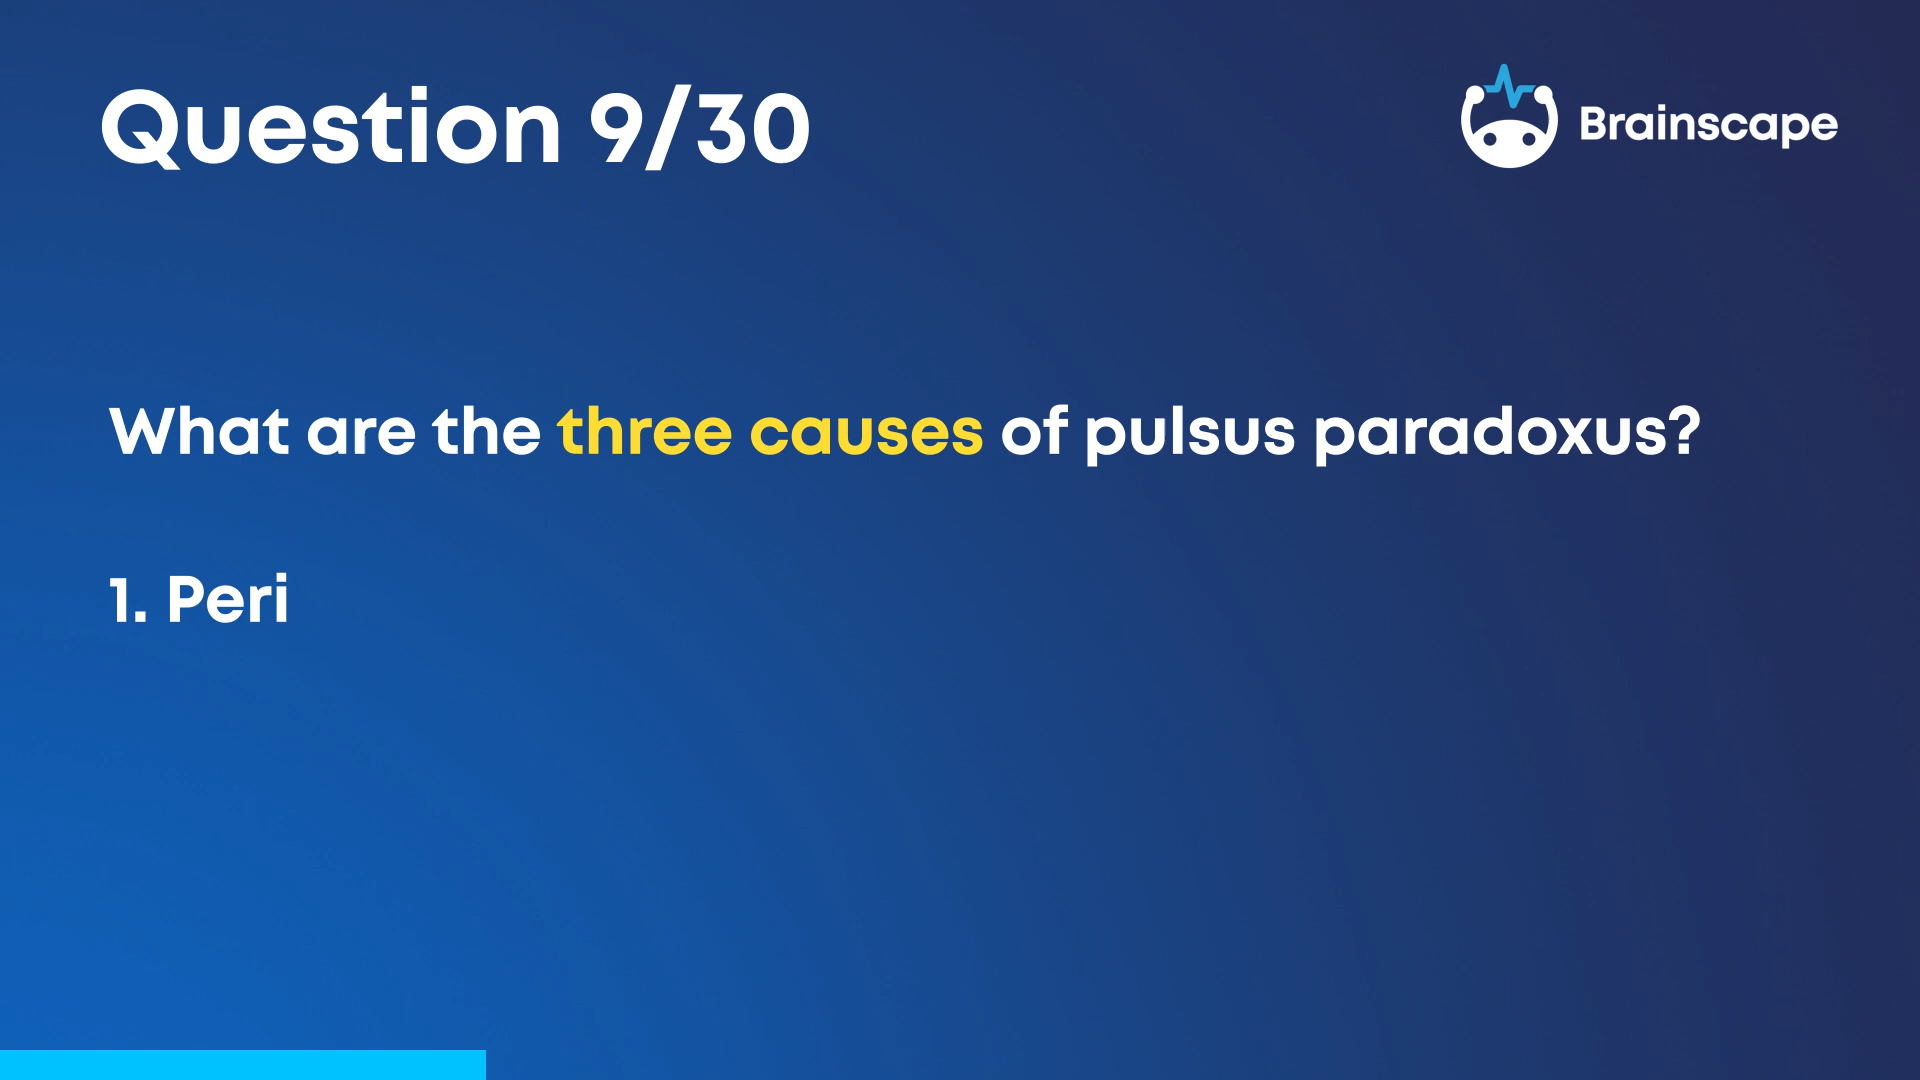 Question 9/30
Brainscape
What are the three causes of pulsus paradoxus?
1. Peri